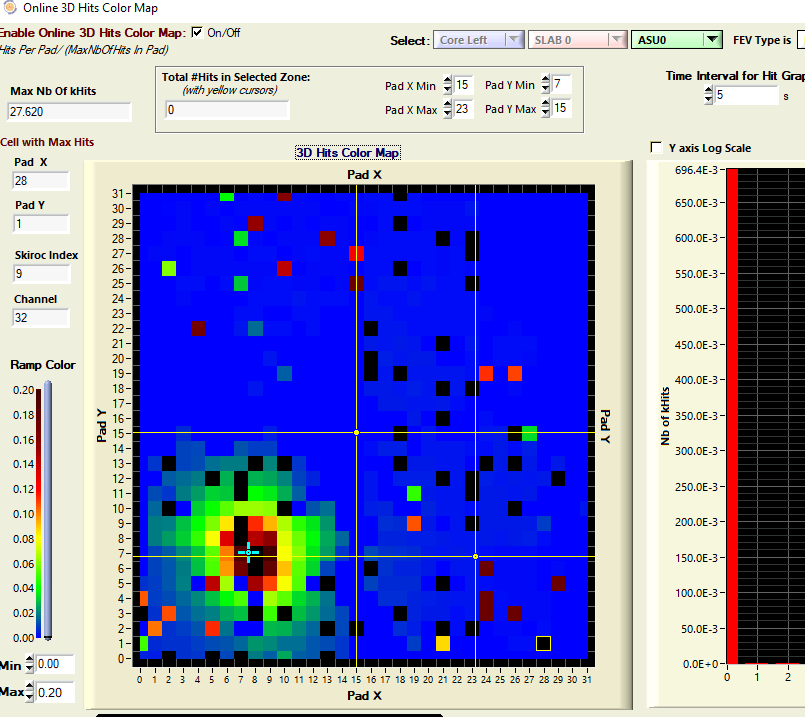 Online 3D Hits Color Map
Enable Online 3D Hits Color Map: On/Off
Hits Per Pad/ (MaxNbOfHits In Pad)
Select: Core Left SLAB 0 ASU0 FEV Type is
Max Nb Of kHits
27.620
Total #Hits in Selected Zone:
(with yellow cursors)
0
Pad X Min 15 Pad Y Min 7
Pad X Max 23 Pad Y Max 15
Time Interval for Hit Grap
5 s
Cell with Max Hits
Pad X
28
Pad Y
1
Skiroc Index
9
Channel
32
Ramp Color
0.20
0.18
0.16
0.14
0.12
0.10
0.08
0.06
0.04
0.02
0.00
Min 0.00
Max 0.20
3D Hits Color Map
Pad X
Pad Y
31
30
29
28
27
26
25
24
23
22
21
20
19
18
17
16
15
14
13
12
11
10
9
8
7
6
5
4
3
2
1
0
0 1 2 3 4 5 6 7 8 9 10 11 12 13 14 15 16 17 18 19 20 21 22 23 24 25 26 27 28 29 30 31
Pad X
Pad Y
Y axis Log Scale
Nb of kHits
696.4E-3
650.0E-3
600.0E-3
550.0E-3
500.0E-3
450.0E-3
400.0E-3
350.0E-3
300.0E-3
250.0E-3
200.0E-3
150.0E-3
100.0E-3
50.0E-3
0.0E+0
0 1 2